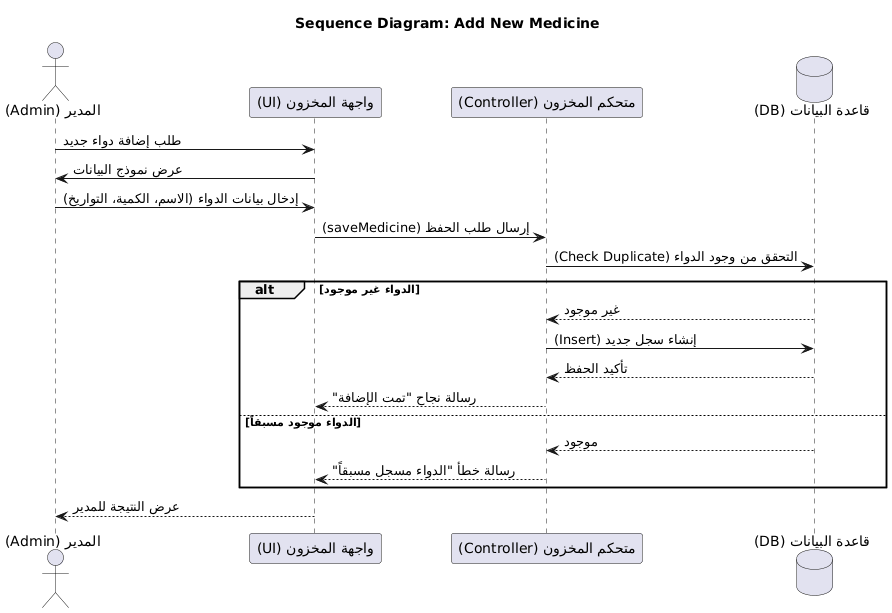 Sequence Diagram: Add New Medicine
المدير (Admin)
واجهة المخزون (UI)
متحكم المخزون (Controller)
قاعدة البيانات (DB)
طلب إضافة دواء جديد
عرض نموذج البيانات
إدخال بيانات الدواء (الاسم، الكمية، التواريخ)
إرسال طلب الحفظ (saveMedicine)
التحقق من وجود الدواء (Check Duplicate)
alt [الدواء غير موجود]
غير موجود
إنشاء سجل جديد (Insert)
تأكيد الحفظ
رسالة نجاح "تمت الإضافة"
[الدواء موجود مسبقاً]
موجود
رسالة خطأ "الدواء مسجل مسبقاً"
عرض النتيجة للمدير
المدير (Admin)
واجهة المخزون (UI)
متحكم المخزون (Controller)
قاعدة البيانات (DB)